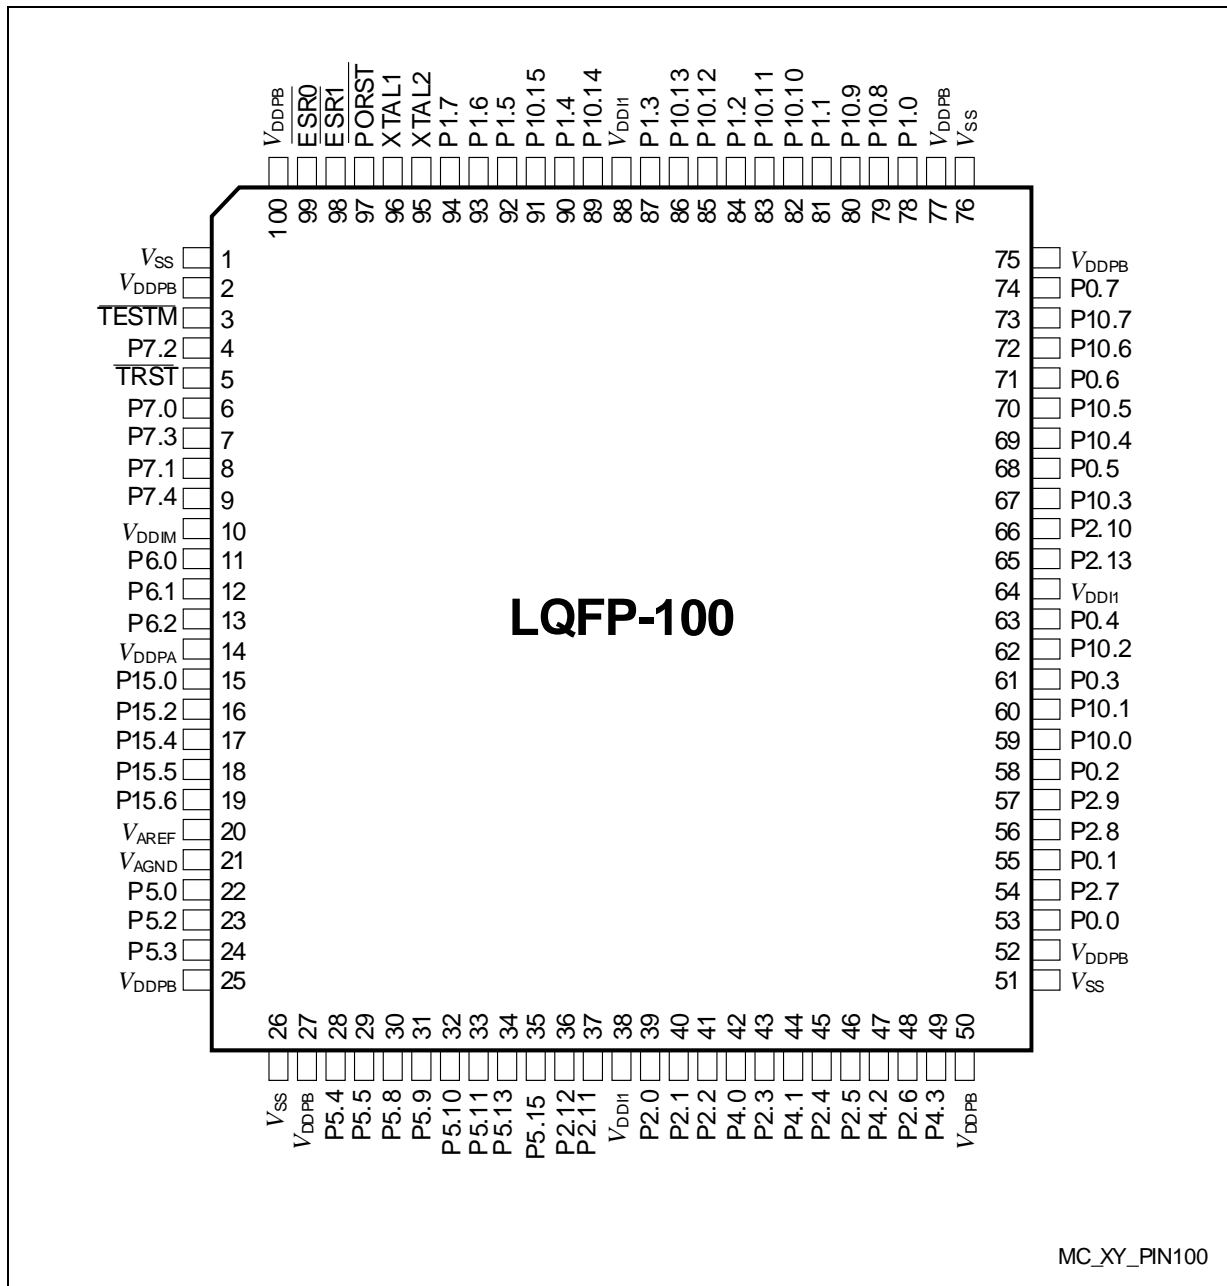 VDDPB ESR0 ESR1 PORST XTAL1 XTAL2 P1.7 P1.6 P1.5 P10.15 P1.4 P10.14 VDDI1 P1.3 P10.13 P10.12 P1.2 P10.11 P10.10 P1.1 P10.9 P10.8 P1.0 VDDPB VSS
100 99 98 97 96 95 94 93 92 91 90 89 88 87 86 85 84 83 82 81 80 79 78 77 76
VSS 1
VDDPB 2
TESTM 3
P7.2 4
TRST 5
P7.0 6
P7.3 7
P7.1 8
P7.4 9
VDDIM 10
P6.0 11
P6.1 12
P6.2 13
VDDPA 14
P15.0 15
P15.2 16
P15.4 17
P15.5 18
P15.6 19
VAREF 20
VAGND 21
P5.0 22
P5.2 23
P5.3 24
VDDPB 25
LQFP-100
75 VDDPB
74 P0.7
73 P10.7
72 P10.6
71 P0.6
70 P10.5
69 P10.4
68 P0.5
67 P10.3
66 P2.10
65 P2.13
64 VDDI1
63 P0.4
62 P10.2
61 P0.3
60 P10.1
59 P10.0
58 P0.2
57 P2.9
56 P2.8
55 P0.1
54 P2.7
53 P0.0
52 VDDPB
51 VSS
26 27 28 29 30 31 32 33 34 35 36 37 38 39 40 41 42 43 44 45 46 47 48 49 50
VSS VDDPB P5.4 P5.5 P5.8 P5.9 P5.10 P5.11 P5.13 P5.15 P2.12 P2.11 VDDI1 P2.0 P2.1 P2.2 P4.0 P2.3 P4.1 P2.4 P2.5 P4.2 P2.6 P4.3 VDDPB
MC_XY_PIN100